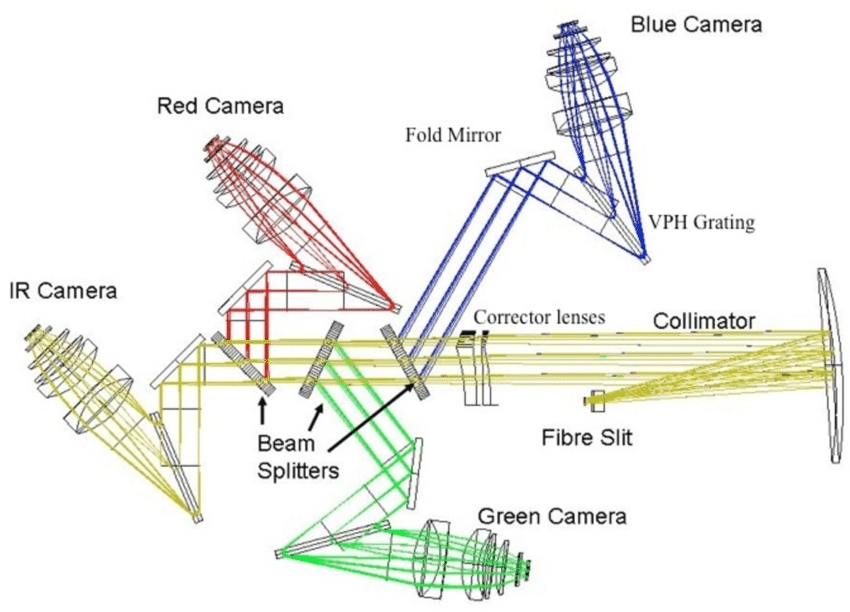 Blue Camera
Red Camera
Fold Mirror
VPH Grating
IR Camera
Corrector lenses
Collimator
Beam
Splitters
Fibre Slit
Green Camera